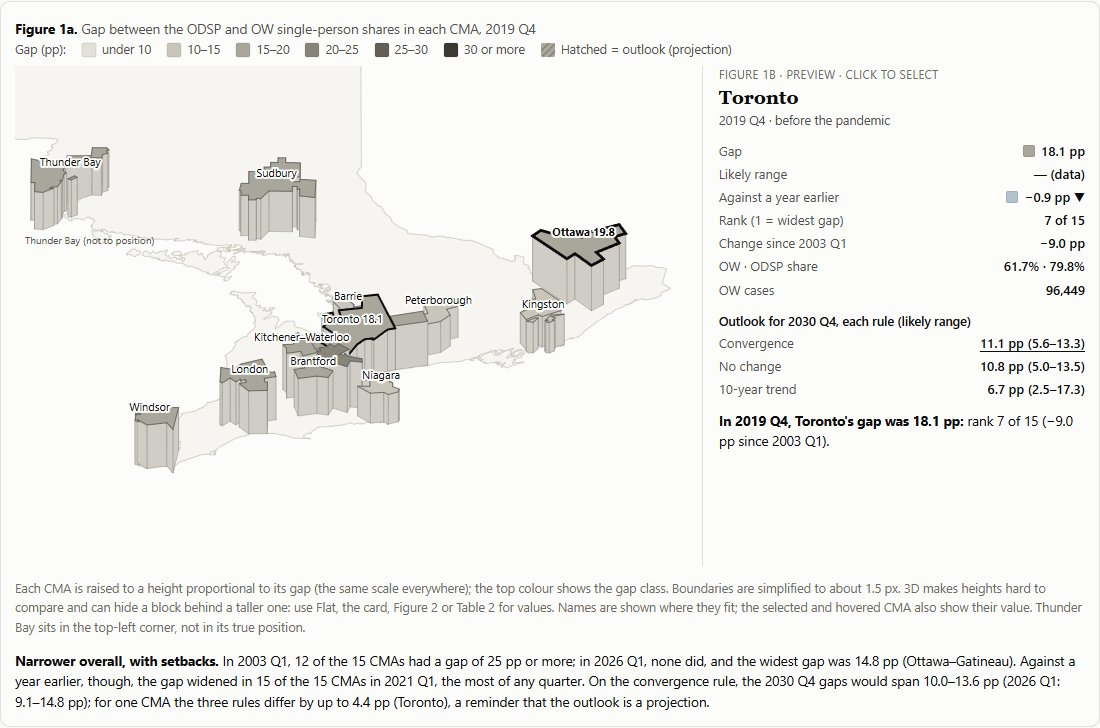 Figure 1a. Gap between the ODSP and OW single-person shares in each CMA, 2019 Q4
Gap (pp): under 10 10–15 15–20 20–25 25–30 30 or more Hatched = outlook (projection)
Thunder Bay
Sudbury
Thunder Bay (not to position)
Ottawa 19.8
Barrie
Peterborough
Kingston
Toronto 18.1
Kitchener–Waterloo
Brantford
London
Niagara
Windsor
FIGURE 1B · PREVIEW · CLICK TO SELECT
Toronto
2019 Q4 · before the pandemic
Gap 18.1 pp
Likely range — (data)
Against a year earlier −0.9 pp ▼
Rank (1 = widest gap) 7 of 15
Change since 2003 Q1 −9.0 pp
OW · ODSP share 61.7% · 79.8%
OW cases 96,449
Outlook for 2030 Q4, each rule (likely range)
Convergence 11.1 pp (5.6–13.3)
No change 10.8 pp (5.0–13.5)
10-year trend 6.7 pp (2.5–17.3)
In 2019 Q4, Toronto's gap was 18.1 pp: rank 7 of 15 (−9.0
pp since 2003 Q1).
Each CMA is raised to a height proportional to its gap (the same scale everywhere); the top colour shows the gap class. Boundaries are simplified to about 1.5 px. 3D makes heights hard to
compare and can hide a block behind a taller one: use Flat, the card, Figure 2 or Table 2 for values. Names are shown where they fit; the selected and hovered CMA also show their value. Thunder
Bay sits in the top-left corner, not in its true position.
Narrower overall, with setbacks. In 2003 Q1, 12 of the 15 CMAs had a gap of 25 pp or more; in 2026 Q1, none did, and the widest gap was 14.8 pp (Ottawa–Gatineau). Against a
year earlier, though, the gap widened in 15 of the 15 CMAs in 2021 Q1, the most of any quarter. On the convergence rule, the 2030 Q4 gaps would span 10.0–13.6 pp (2026 Q1:
9.1–14.8 pp); for one CMA the three rules differ by up to 4.4 pp (Toronto), a reminder that the outlook is a projection.